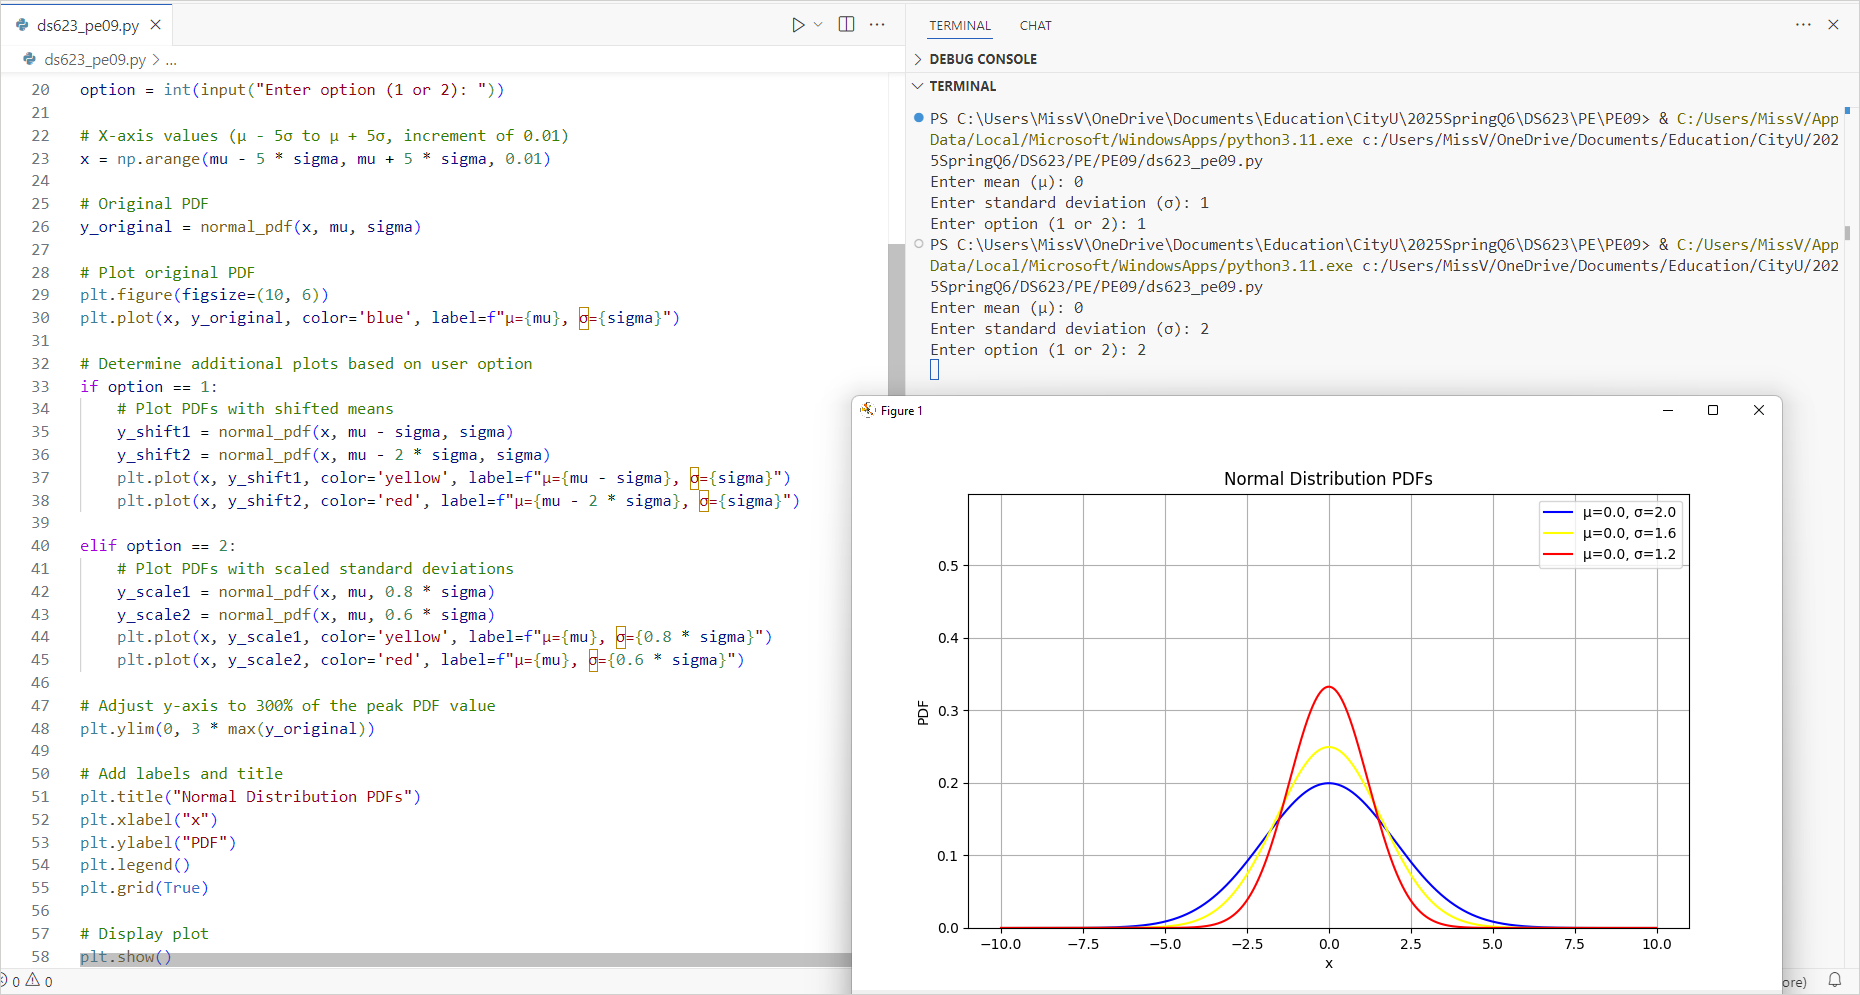 ds623_pe09.py
ds623_pe09.py > ...
20 option = int(input("Enter option (1 or 2): "))
21
22 # X-axis values (μ - 5σ to μ + 5σ, increment of 0.01)
23 x = np.arange(mu - 5 * sigma, mu + 5 * sigma, 0.01)
24
25 # Original PDF
26 y_original = normal_pdf(x, mu, sigma)
27
28 # Plot original PDF
29 plt.figure(figsize=(10, 6))
30 plt.plot(x, y_original, color='blue', label=f"μ={mu}, σ={sigma}")
31
32 # Determine additional plots based on user option
33 if option == 1:
34 # Plot PDFs with shifted means
35 y_shift1 = normal_pdf(x, mu - sigma, sigma)
36 y_shift2 = normal_pdf(x, mu - 2 * sigma, sigma)
37 plt.plot(x, y_shift1, color='yellow', label=f"μ={mu - sigma}, σ={sigma}")
38 plt.plot(x, y_shift2, color='red', label=f"μ={mu - 2 * sigma}, σ={sigma}")
39
40 elif option == 2:
41 # Plot PDFs with scaled standard deviations
42 y_scale1 = normal_pdf(x, mu, 0.8 * sigma)
43 y_scale2 = normal_pdf(x, mu, 0.6 * sigma)
44 plt.plot(x, y_scale1, color='yellow', label=f"μ={mu}, σ={0.8 * sigma}")
45 plt.plot(x, y_scale2, color='red', label=f"μ={mu}, σ={0.6 * sigma}")
46
47 # Adjust y-axis to 300% of the peak PDF value
48 plt.ylim(0, 3 * max(y_original))
49
50 # Add labels and title
51 plt.title("Normal Distribution PDFs")
52 plt.xlabel("x")
53 plt.ylabel("PDF")
54 plt.legend()
55 plt.grid(True)
56
57 # Display plot
58 plt.show()
0 0
TERMINAL CHAT
DEBUG CONSOLE
TERMINAL
PS C:\Users\MissV\OneDrive\Documents\Education\CityU\2025SpringQ6\DS623\PE\PE09> & C:/Users/MissV/App
Data/Local/Microsoft/WindowsApps/python3.11.exe c:/Users/MissV/OneDrive/Documents/Education/CityU/202
5SpringQ6/DS623/PE/PE09/ds623_pe09.py
Enter mean (μ): 0
Enter standard deviation (σ): 1
Enter option (1 or 2): 1
PS C:\Users\MissV\OneDrive\Documents\Education\CityU\2025SpringQ6\DS623\PE\PE09> & C:/Users/MissV/App
Data/Local/Microsoft/WindowsApps/python3.11.exe c:/Users/MissV/OneDrive/Documents/Education/CityU/202
5SpringQ6/DS623/PE/PE09/ds623_pe09.py
Enter mean (μ): 0
Enter standard deviation (σ): 2
Enter option (1 or 2): 2
Figure 1
Normal Distribution PDFs
μ=0.0, σ=2.0
μ=0.0, σ=1.6
μ=0.0, σ=1.2
0.5
0.4
0.3
0.2
0.1
0.0
PDF
−10.0 −7.5 −5.0 −2.5 0.0 2.5 5.0 7.5 10.0
x
ore)